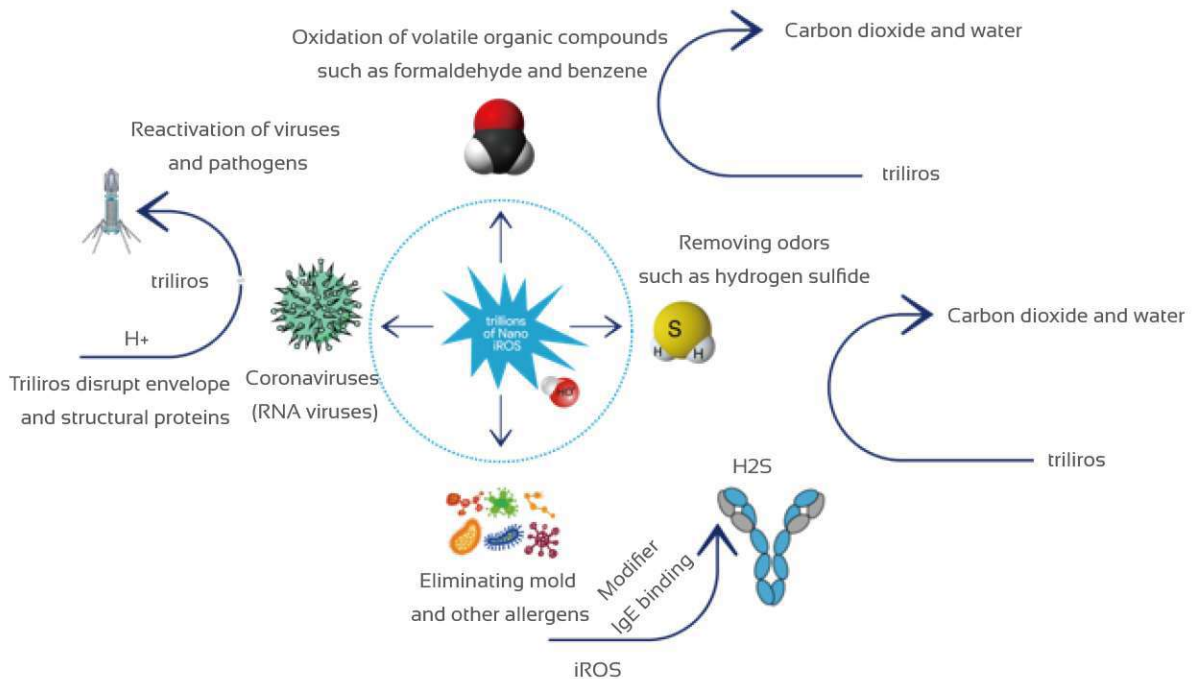 Oxidation of volatile organic compounds
such as formaldehyde and benzene
Carbon dioxide and water
triliros
Reactivation of viruses
and pathogens
triliros
H+
Triliros disrupt envelope
and structural proteins
Coronaviruses
(RNA viruses)
trillions
of Nano
iROS
HO
Removing odors
such as hydrogen sulfide
S
H H
Carbon dioxide and water
triliros
H2S
Eliminating mold
and other allergens
Modifier
IgE binding
iROS